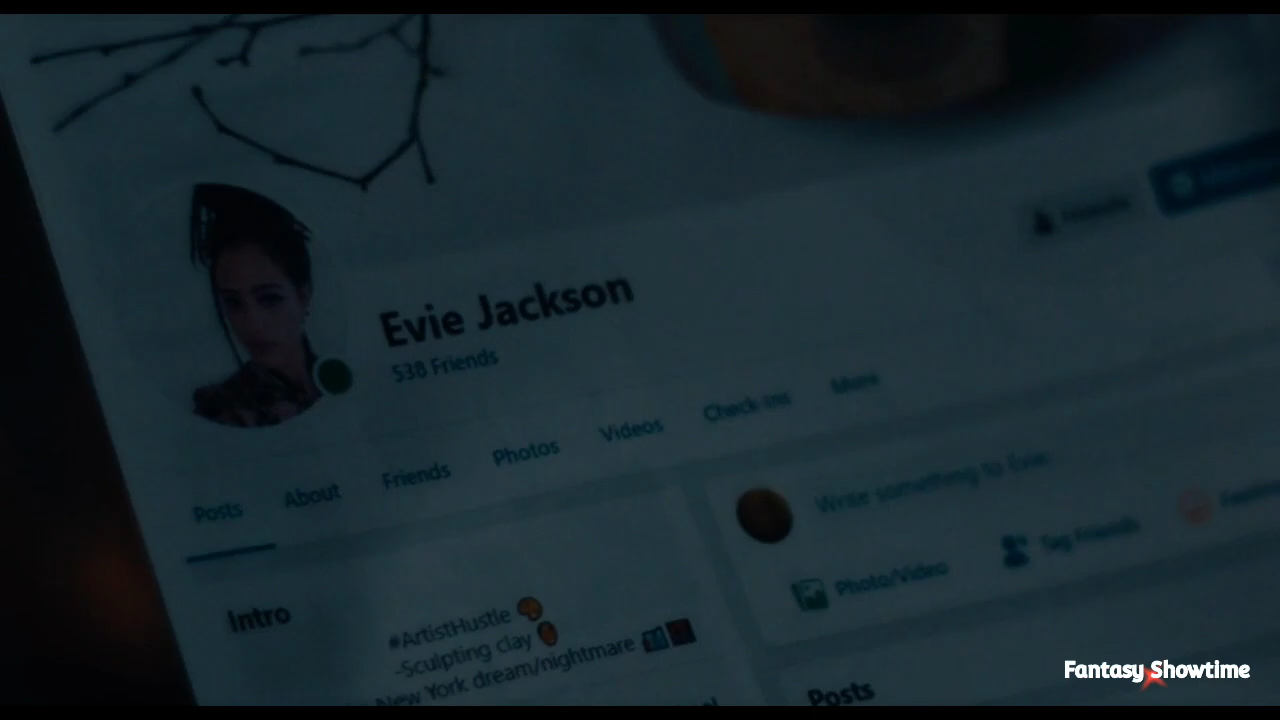 Evie Jackson
538 Friends
Friends
Posts About Friends Photos Videos Check-ins More
Write something to Evie
Photo/Video Tag Friends
Intro
#ArtistHustle
-Sculpting clay
New York dream/nightmare
Posts
Fantasy Showtime